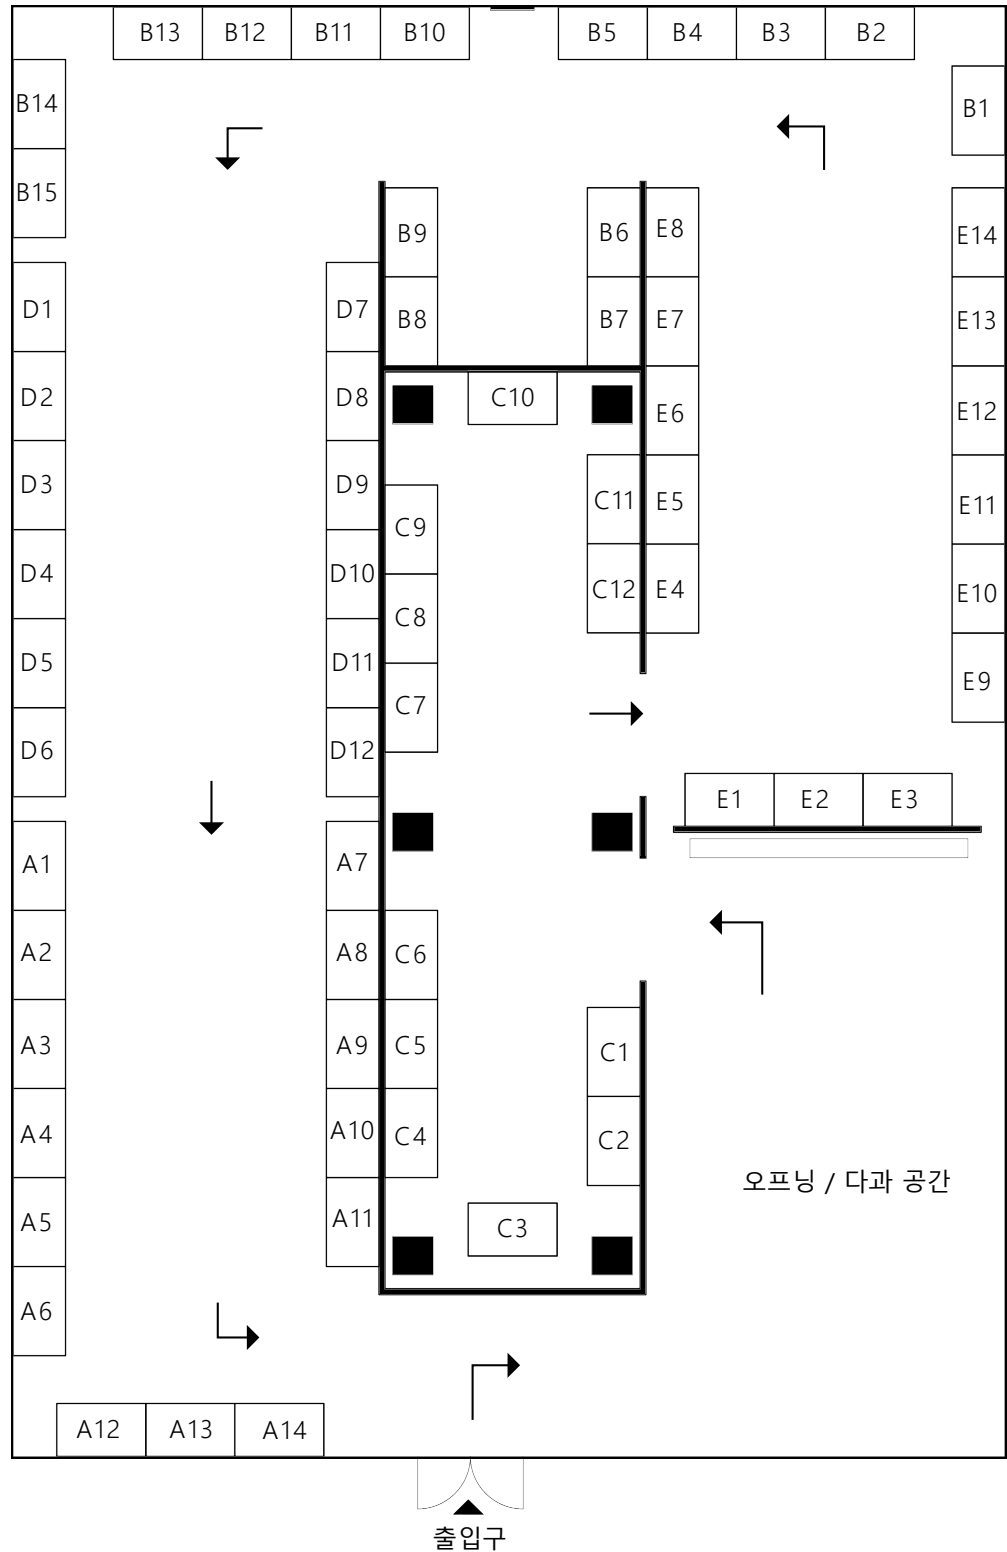 B13 B12 B11 B10 B5 B4 B3 B2
B14 B1
B15
B9 B6 E8 E14
D1 D7 B8 B7 E7 E13
D2 D8 C10 E6 E12
D3 D9 C9 C11 E5 E11
D4 D10 C8 C12 E4 E10
D5 D11 C7 E9
D6 D12
E1 E2 E3
A1 A7
A2 A8 C6
A3 A9 C5 C1
A4 A10 C4 C2
오프닝 / 다과 공간
A5 A11 C3
A6
A12 A13 A14
출입구